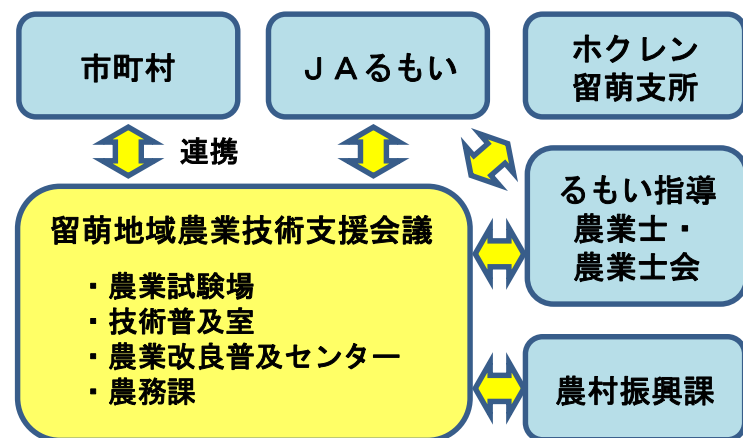 市町村
ＪＡるもい
ホクレン
留萌支所
連携
るもい指導
農業士・
農業士会
留萌地域農業技術支援会議
・農業試験場
・技術普及室
・農業改良普及センター
・農務課
農村振興課